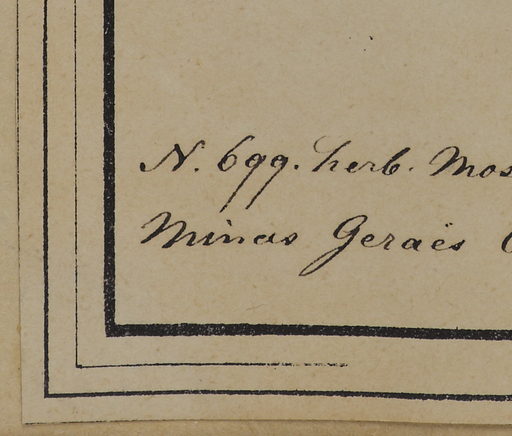 N. 699. herb. Mos
Minas Geraës